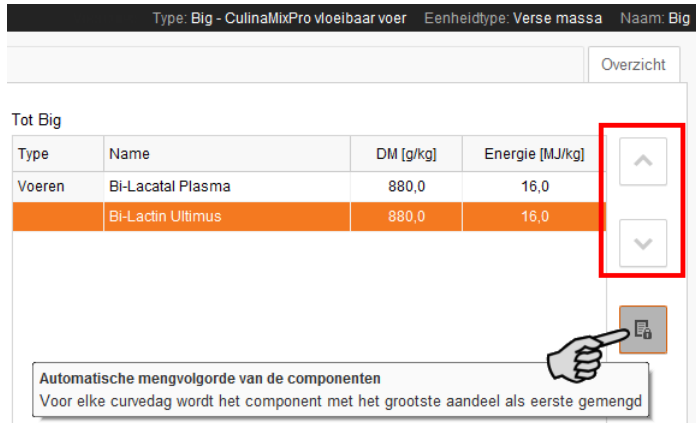 Type: Big - CulinaMixPro vloeibaar voer Eenheidtype: Verse massa Naam: Big
Overzicht
Tot Big
Type Name DM [g/kg] Energie [MJ/kg]
Voeren Bi-Lacatal Plasma 880,0 16,0
Bi-Lactin Ultimus 880,0 16,0
Automatische mengvolgorde van de componenten
Voor elke curvedag wordt het component met het grootste aandeel als eerste gemengd